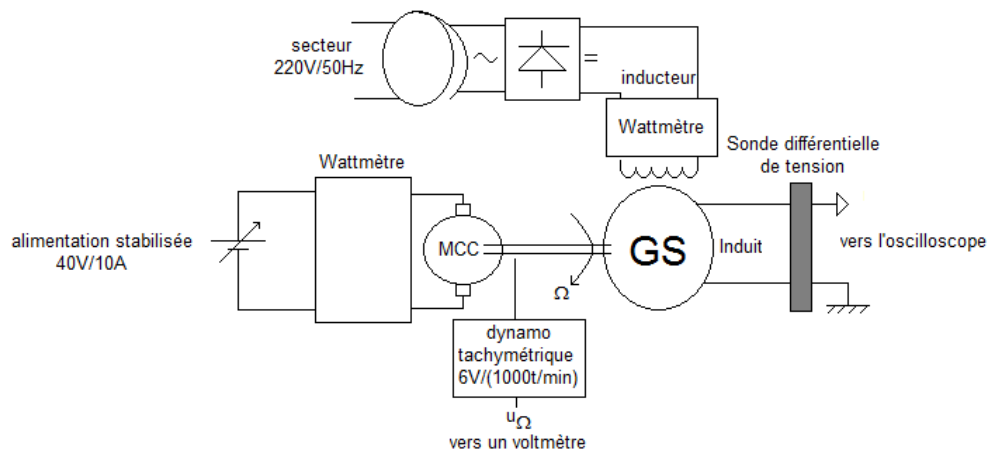 secteur
220V/50Hz
~
=
inducteur
Wattmètre
Sonde différentielle
de tension
Wattmètre
alimentation stabilisée
40V/10A
MCC
Ω
GS
Induit
vers l'oscilloscope
dynamo
tachymétrique
6V/(1000t/min)
uΩ
vers un voltmètre